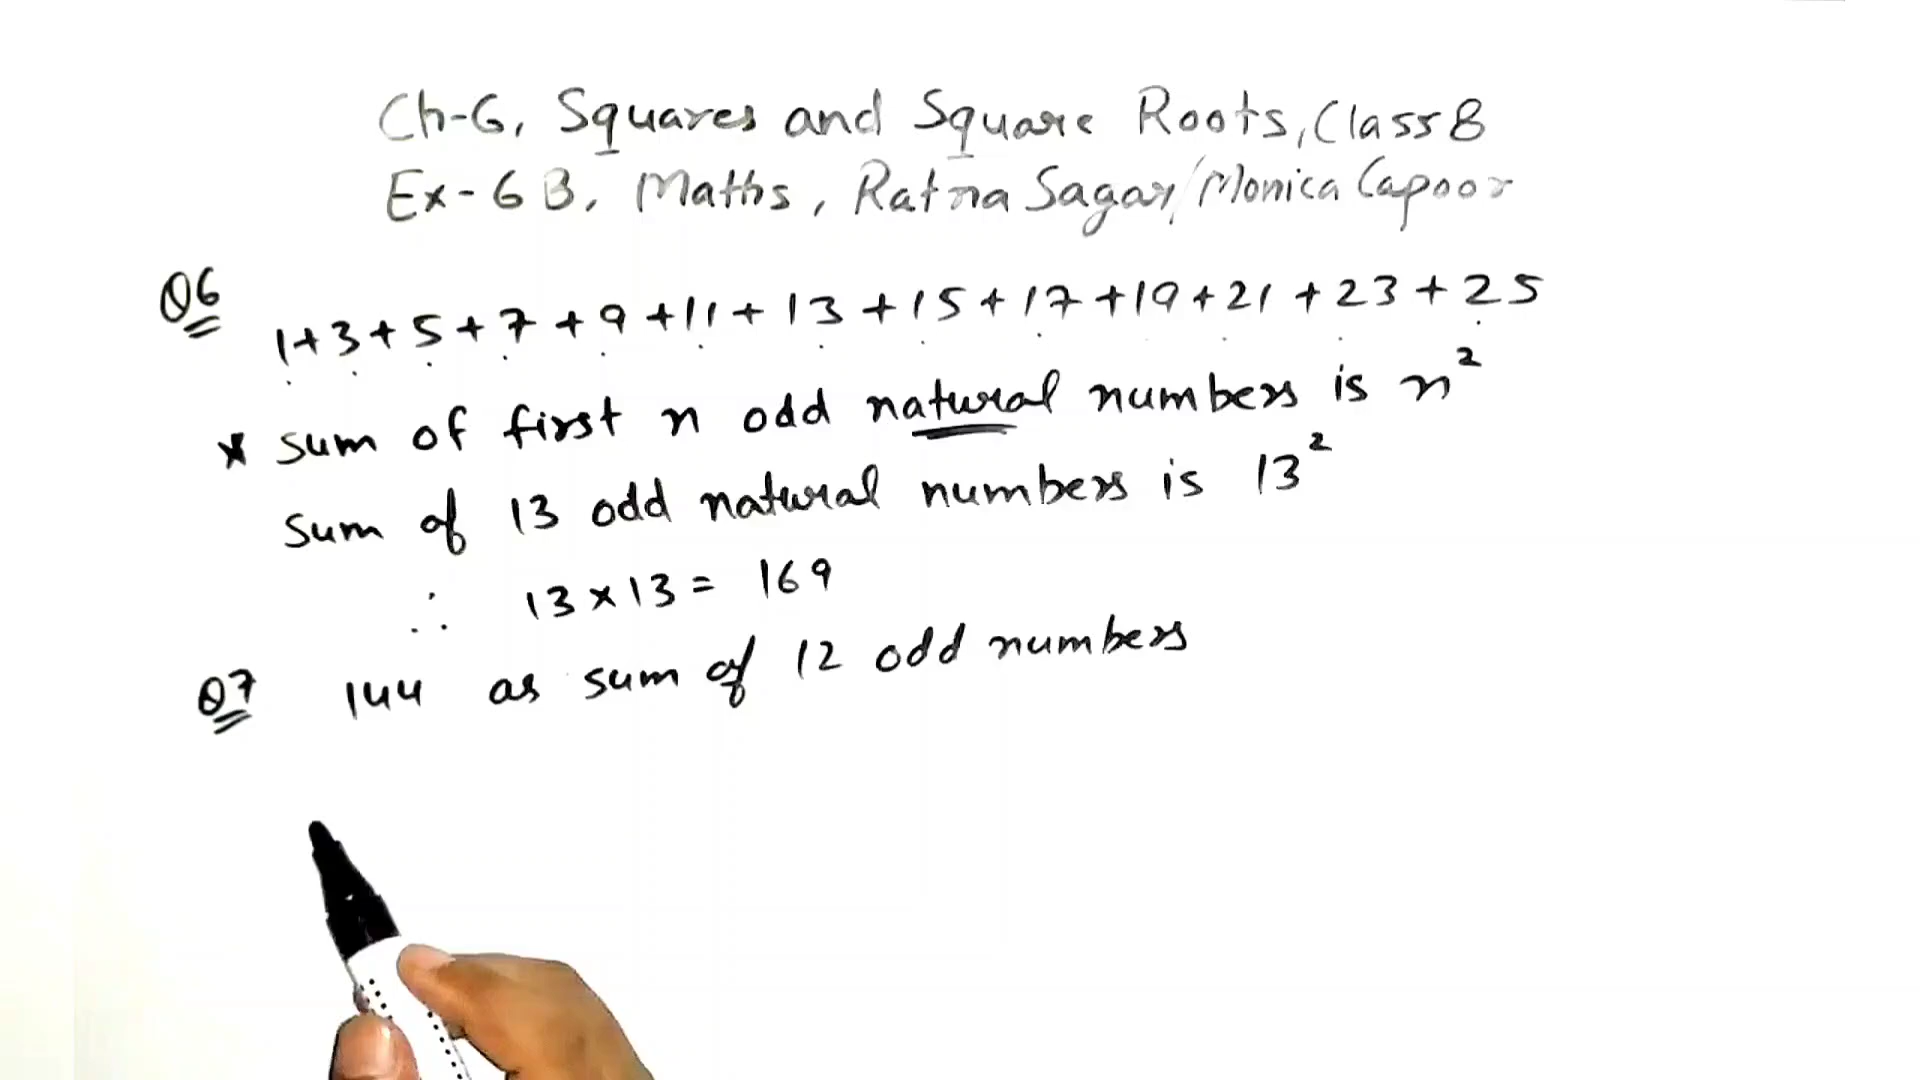 Ch-6, Squares and Square Roots, Class 8
Ex-6B, Maths, Ratna Sagar/Monica Capoor
Q6
1+3+5+7+9+11+13+15+17+19+21+23+25
* sum of first n odd natural numbers is n²
Sum of 13 odd natural numbers is 13²
∴ 13×13= 169
Q7 144 as sum of 12 odd numbers